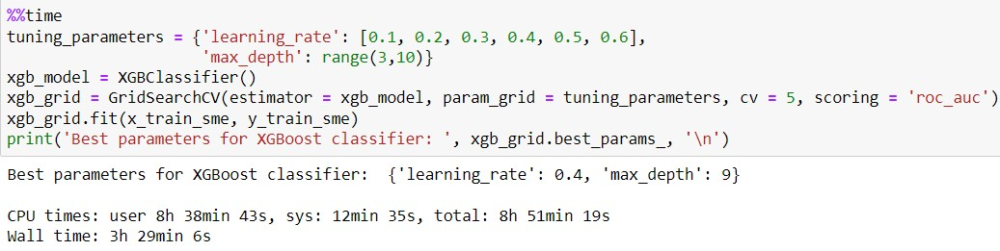 %%time
tuning_parameters = {'learning_rate': [0.1, 0.2, 0.3, 0.4, 0.5, 0.6],
'max_depth': range(3,10)}
xgb_model = XGBClassifier()
xgb_grid = GridSearchCV(estimator = xgb_model, param_grid = tuning_parameters, cv = 5, scoring = 'roc_auc')
xgb_grid.fit(x_train_sme, y_train_sme)
print('Best parameters for XGBoost classifier: ', xgb_grid.best_params_, '\n')
Best parameters for XGBoost classifier:  {'learning_rate': 0.4, 'max_depth': 9}
CPU times: user 8h 38min 43s, sys: 12min 35s, total: 8h 51min 19s
Wall time: 3h 29min 6s